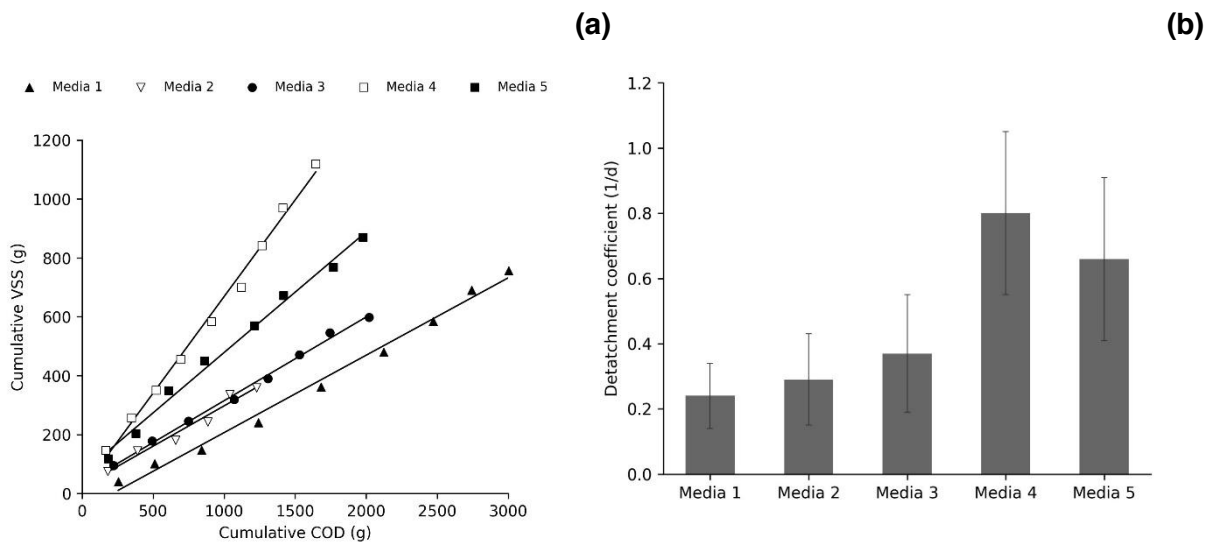 (a)
(b)
Media 1 Media 2 Media 3 Media 4 Media 5
Cumulative VSS (g)
1200
1000
800
600
400
200
0
0 500 1000 1500 2000 2500 3000
Cumulative COD (g)
Detatchment coefficient (1/d)
1.2
1.0
0.8
0.6
0.4
0.2
0.0
Media 1 Media 2 Media 3 Media 4 Media 5